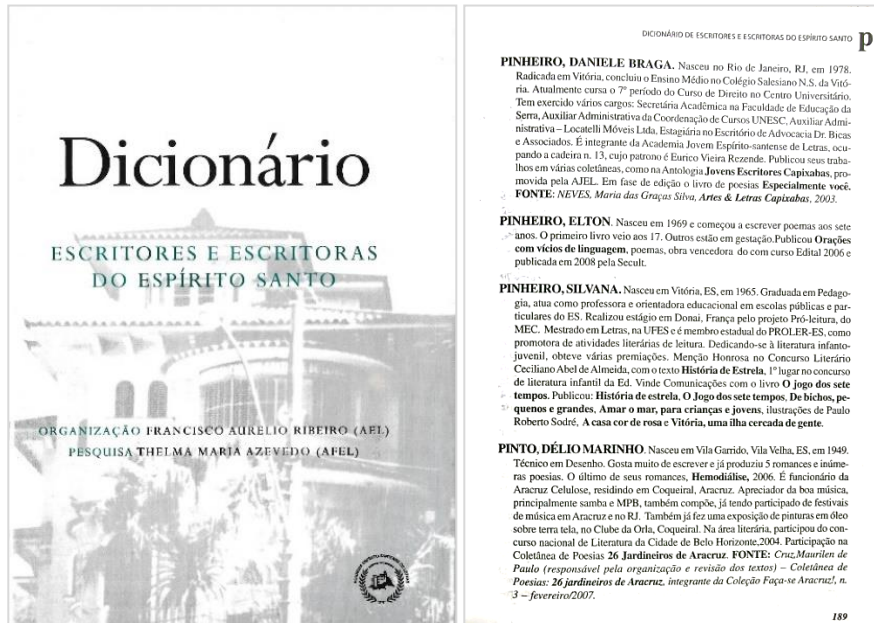 Dicionário
ESCRITORES E ESCRITORAS
DO ESPÍRITO SANTO
ORGANIZAÇÃO FRANCISCO AURELIO RIBEIRO (AEL)
PESQUISA THELMA MARIA AZEVEDO (AFEL)
DICIONÁRIO DE ESCRITORES E ESCRITORAS DO ESPÍRITO SANTO p
PINHEIRO, DANIELE BRAGA. Nasceu no Rio de Janeiro, RJ, em 1978.
Radicada em Vitória, concluiu o Ensino Médio no Colégio Salesiano N.S. da Vitó-
ria. Atualmente cursa o 7º período do Curso de Direito no Centro Universitário.
Tem exercido vários cargos: Secretária Acadêmica na Faculdade de Educação da
Serra, Auxiliar Administrativa da Coordenação de Cursos UNESC, Auxiliar Admi-
nistrativa – Locatelli Móveis Ltda, Estagiária no Escritório de Advocacia Dr. Bicas
e Associados. É integrante da Academia Jovem Espírito-santense de Letras, ocu-
pando a cadeira n. 13, cujo patrono é Eurico Vieira Rezende. Publicou seus traba-
lhos em várias coletâneas, como na Antologia Jovens Escritores Capixabas, pro-
movida pela AJEL. Em fase de edição o livro de poesias Especialmente você.
FONTE: NEVES, Maria das Graças Silva, Artes & Letras Capixabas, 2003.
PINHEIRO, ELTON. Nasceu em 1969 e começou a escrever poemas aos sete
anos. O primeiro livro veio aos 17. Outros estão em gestação.Publicou Orações
com vícios de linguagem, poemas, obra vencedora do com curso Edital 2006 e
publicada em 2008 pela Secult.
PINHEIRO, SILVANA. Nasceu em Vitória, ES, em 1965. Graduada em Pedago-
gia, atua como professora e orientadora educacional em escolas públicas e par-
ticulares do ES. Realizou estágio em Donai, França pelo projeto Pró-leitura, do
MEC. Mestrado em Letras, na UFES e é membro estadual do PROLER-ES, como
promotora de atividades literárias de leitura. Dedicando-se à literatura infanto-
juvenil, obteve várias premiações. Menção Honrosa no Concurso Literário
Ceciliano Abel de Almeida, com o texto História de Estrela, 1º lugar no concurso
de literatura infantil da Ed. Vinde Comunicações com o livro O jogo dos sete
tempos. Publicou: História de estrela, O Jogo dos sete tempos, De bichos, pe-
quenos e grandes, Amar o mar, para crianças e jovens, ilustrações de Paulo
Roberto Sodré, A casa cor de rosa e Vitória, uma ilha cercada de gente.
PINTO, DÉLIO MARINHO. Nasceu em Vila Garrido, Vila Velha, ES, em 1949.
Técnico em Desenho. Gosta muito de escrever e já produziu 5 romances e inúme-
ras poesias. O último de seus romances, Hemodiálise, 2006. É funcionário da
Aracruz Celulose, residindo em Coqueiral, Aracruz. Apreciador da boa música,
principalmente samba e MPB, também compõe, já tendo participado de festivais
de música em Aracruz e no RJ. Também já fez uma exposição de pinturas em óleo
sobre terra tela, no Clube da Orla, Coqueiral. Na área literária, participou do con-
curso nacional de Literatura da Cidade de Belo Horizonte,2004. Participação na
Coletânea de Poesias 26 Jardineiros de Aracruz. FONTE: Cruz,Maurilen de
Paulo (responsável pela organização e revisão dos textos) – Coletânea de
Poesias: 26 jardineiros de Aracruz, integrante da Coleção Faça-se Aracruz!, n.
3 – fevereiro/2007.
189